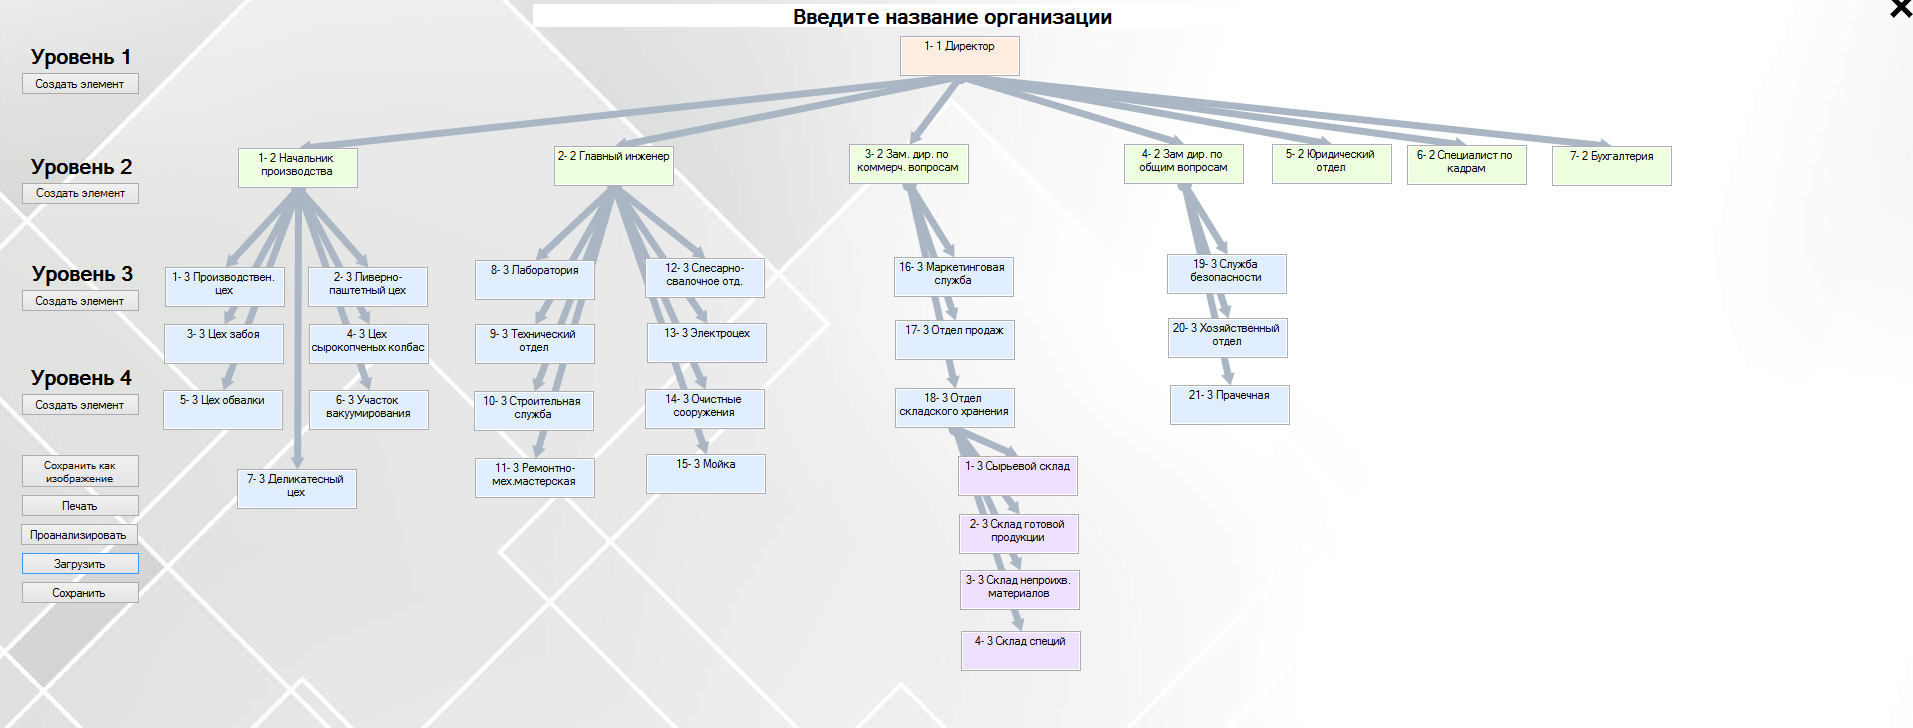 Введите название организации
Уровень 1
Создать элемент
1- 1 Директор
Уровень 2
Создать элемент
1- 2 Начальник
производства
2- 2 Главный инженер
3- 2 Зам. дир. по
коммерч. вопросам
4- 2 Зам дир. по
общим вопросам
5- 2 Юридический
отдел
6- 2 Специалист по
кадрам
7- 2 Бухгалтерия
Уровень 3
Создать элемент
1- 3 Производствен.
цех
2- 3 Пиверно-
паштетный цех
3- 3 Цех забоя
4- 3 Цех
сырокопченых колбас
5- 3 Цех обвалки
6- 3 Участок
вакуумирования
7- 3 Деликатесный
цех
8- 3 Лаборатория
9- 3 Технический
отдел
10- 3 Строительная
служба
11- 3 Ремонтно-
мех.мастерская
12- 3 Слесарно-
свалочное отд.
13- 3 Электроцех
14- 3 Очистные
сооружения
15- 3 Мойка
16- 3 Маркетинговая
служба
17- 3 Отдел продаж
18- 3 Отдел
складского хранения
19- 3 Служба
безопасности
20- 3 Хозяйственный
отдел
21- 3 Прачечная
Уровень 4
Создать элемент
1- 3 Сырьевой склад
2- 3 Склад готовой
продукции
3- 3 Склад непроихв.
материалов
4- 3 Склад специй
Сохранить как
изображение
Печать
Проанализировать
Загрузить
Сохранить